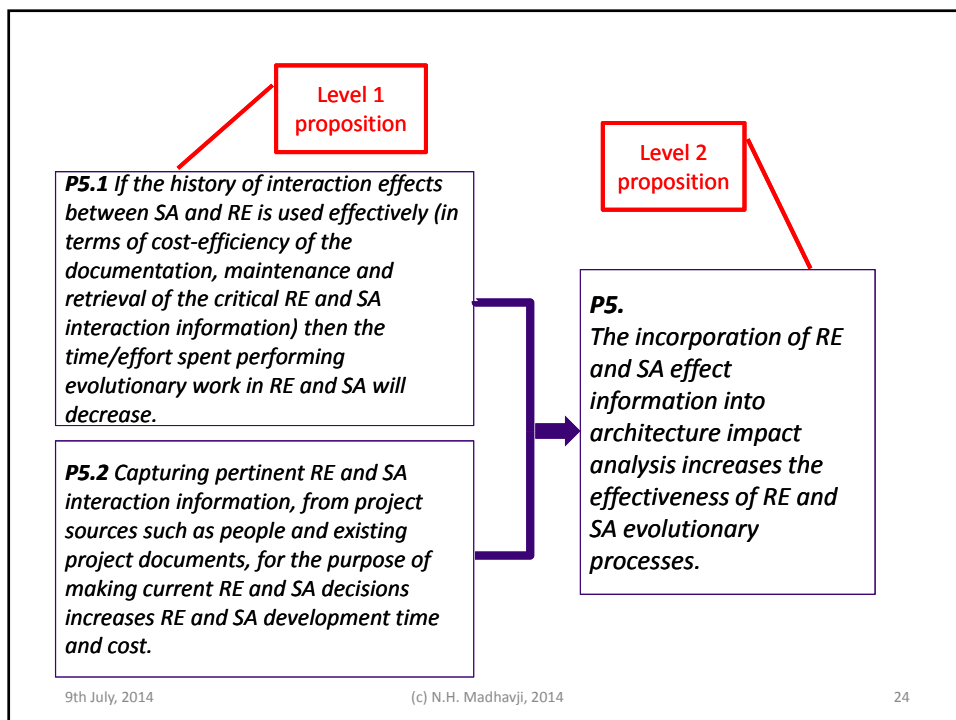 Level 1
proposition
Level 2
proposition
P5.1 If the history of interaction effects
between SA and RE is used effectively (in
terms of cost-efficiency of the
documentation, maintenance and
retrieval of the critical RE and SA
interaction information) then the
time/effort spent performing
evolutionary work in RE and SA will
decrease.
P5.2 Capturing pertinent RE and SA
interaction information, from project
sources such as people and existing
project documents, for the purpose of
making current RE and SA decisions
increases RE and SA development time
and cost.
P5.
The incorporation of RE
and SA effect
information into
architecture impact
analysis increases the
effectiveness of RE and
SA evolutionary
processes.
9th July, 2014
(c) N.H. Madhavji, 2014
24